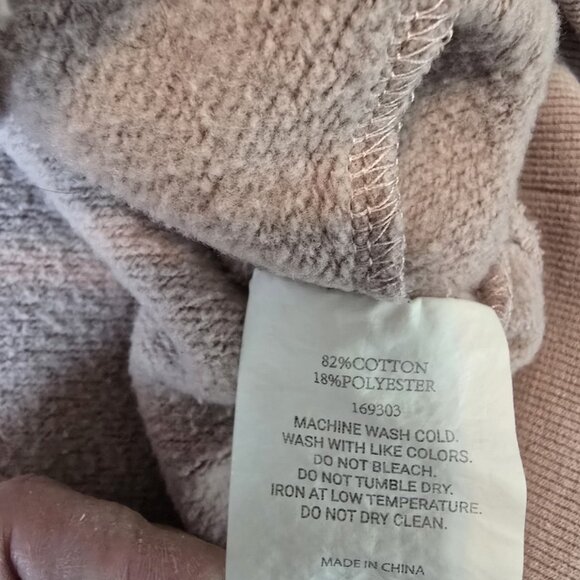 82%COTTON
18%POLYESTER
169303
MACHINE WASH COLD.
WASH WITH LIKE COLORS.
DO NOT BLEACH.
DO NOT TUMBLE DRY.
IRON AT LOW TEMPERATURE.
DO NOT DRY CLEAN.
MADE IN CHINA